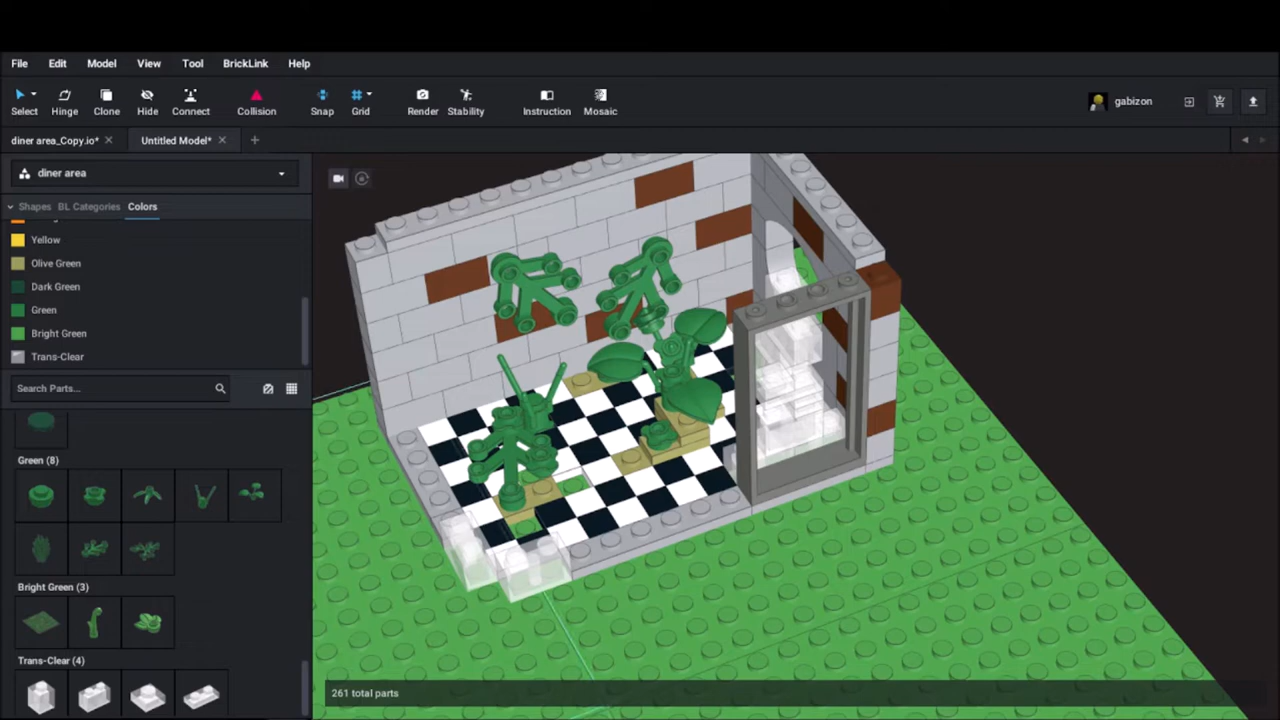 File Edit Model View Tool BrickLink Help
Select Hinge Clone Hide Connect Collision Snap Grid Render Stability Instruction Mosaic gabizon
diner area_Copy.io* Untitled Model*
diner area
Shapes BL Categories Colors
Yellow
Olive Green
Dark Green
Green
Bright Green
Trans-Clear
Search Parts...
Green (8)
Bright Green (3)
Trans-Clear (4)
261 total parts